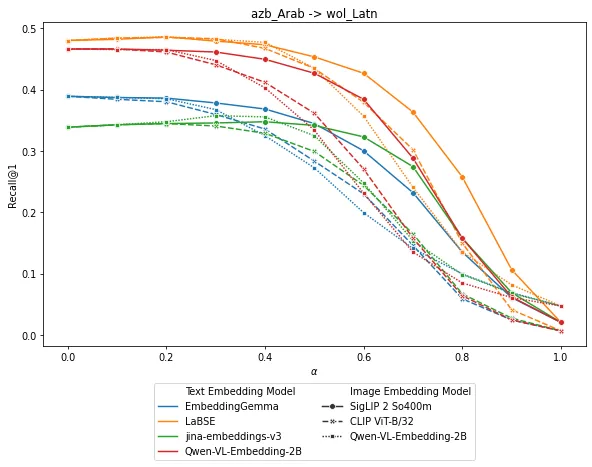 azb_Arab -> wol_Latn
Recall@1
0.5
0.4
0.3
0.2
0.1
0.0
0.0 0.2 0.4 0.6 0.8 1.0
α
Text Embedding Model
EmbeddingGemma
LaBSE
jina-embeddings-v3
Qwen-VL-Embedding-2B
Image Embedding Model
SigLIP 2 So400m
CLIP ViT-B/32
Qwen-VL-Embedding-2B